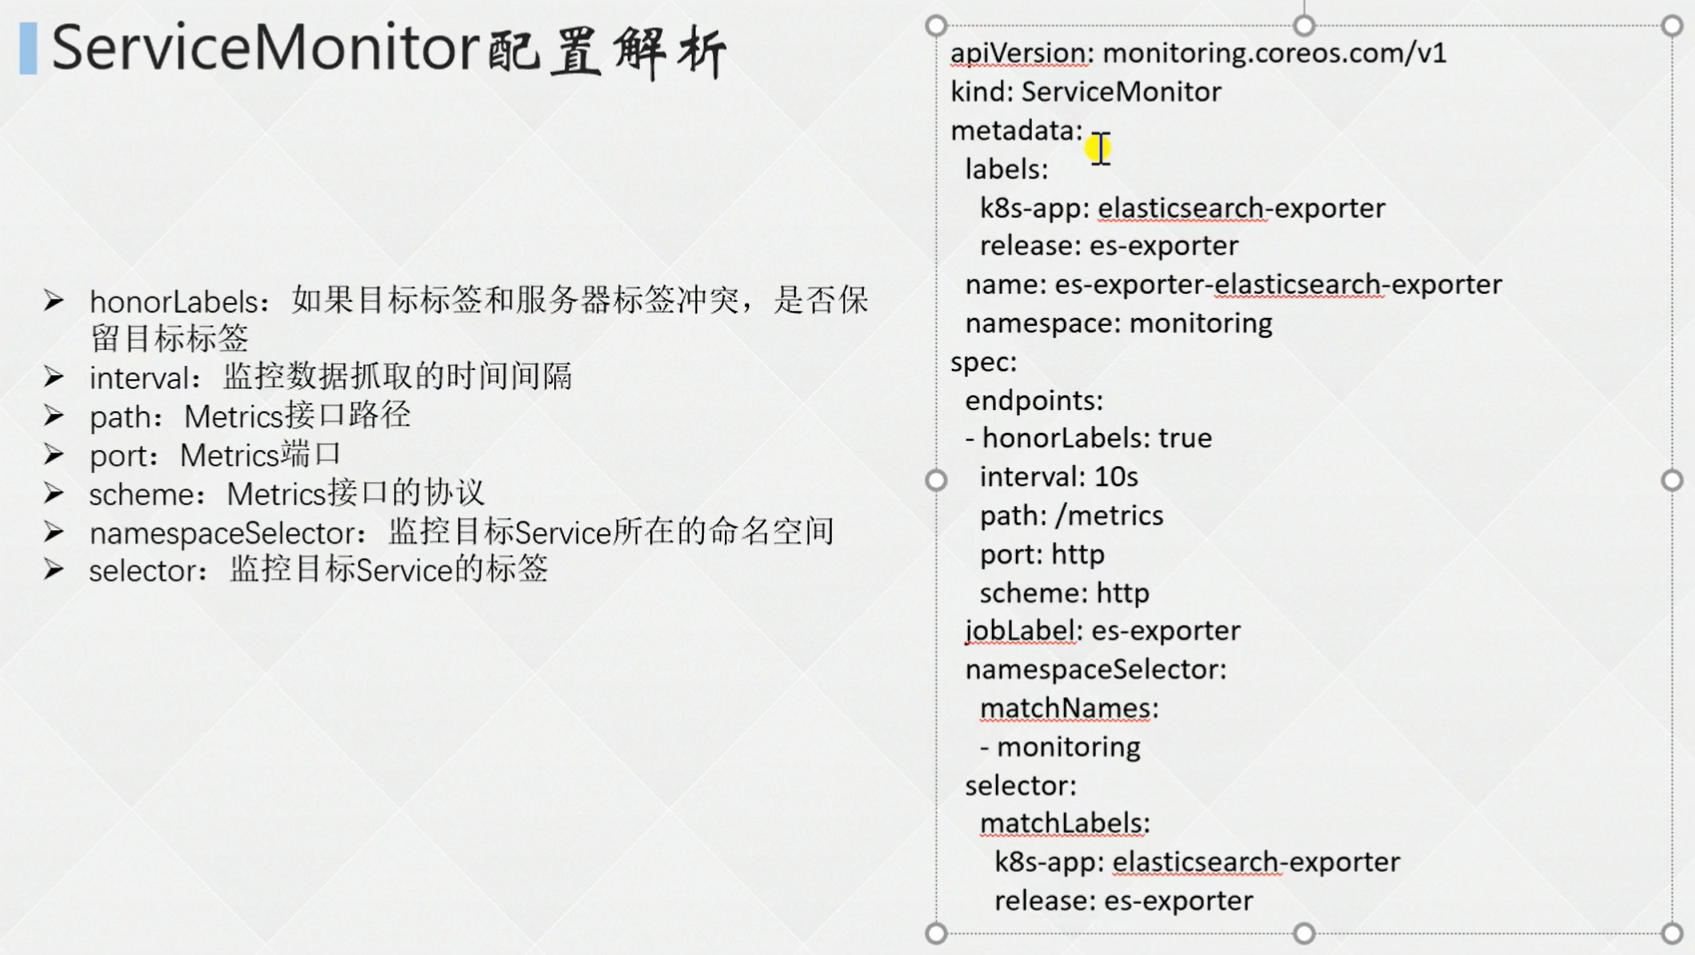 ServiceMonitor配置解析
honorLabels：如果目标标签和服务器标签冲突，是否保
留目标标签
interval：监控数据抓取的时间间隔
path：Metrics接口路径
port：Metrics端口
scheme：Metrics接口的协议
namespaceSelector：监控目标Service所在的命名空间
selector：监控目标Service的标签
apiVersion: monitoring.coreos.com/v1
kind: ServiceMonitor
metadata:
  labels:
    k8s-app: elasticsearch-exporter
    release: es-exporter
  name: es-exporter-elasticsearch-exporter
  namespace: monitoring
spec:
  endpoints:
  - honorLabels: true
    interval: 10s
    path: /metrics
    port: http
    scheme: http
  jobLabel: es-exporter
  namespaceSelector:
    matchNames:
    - monitoring
  selector:
    matchLabels:
      k8s-app: elasticsearch-exporter
      release: es-exporter